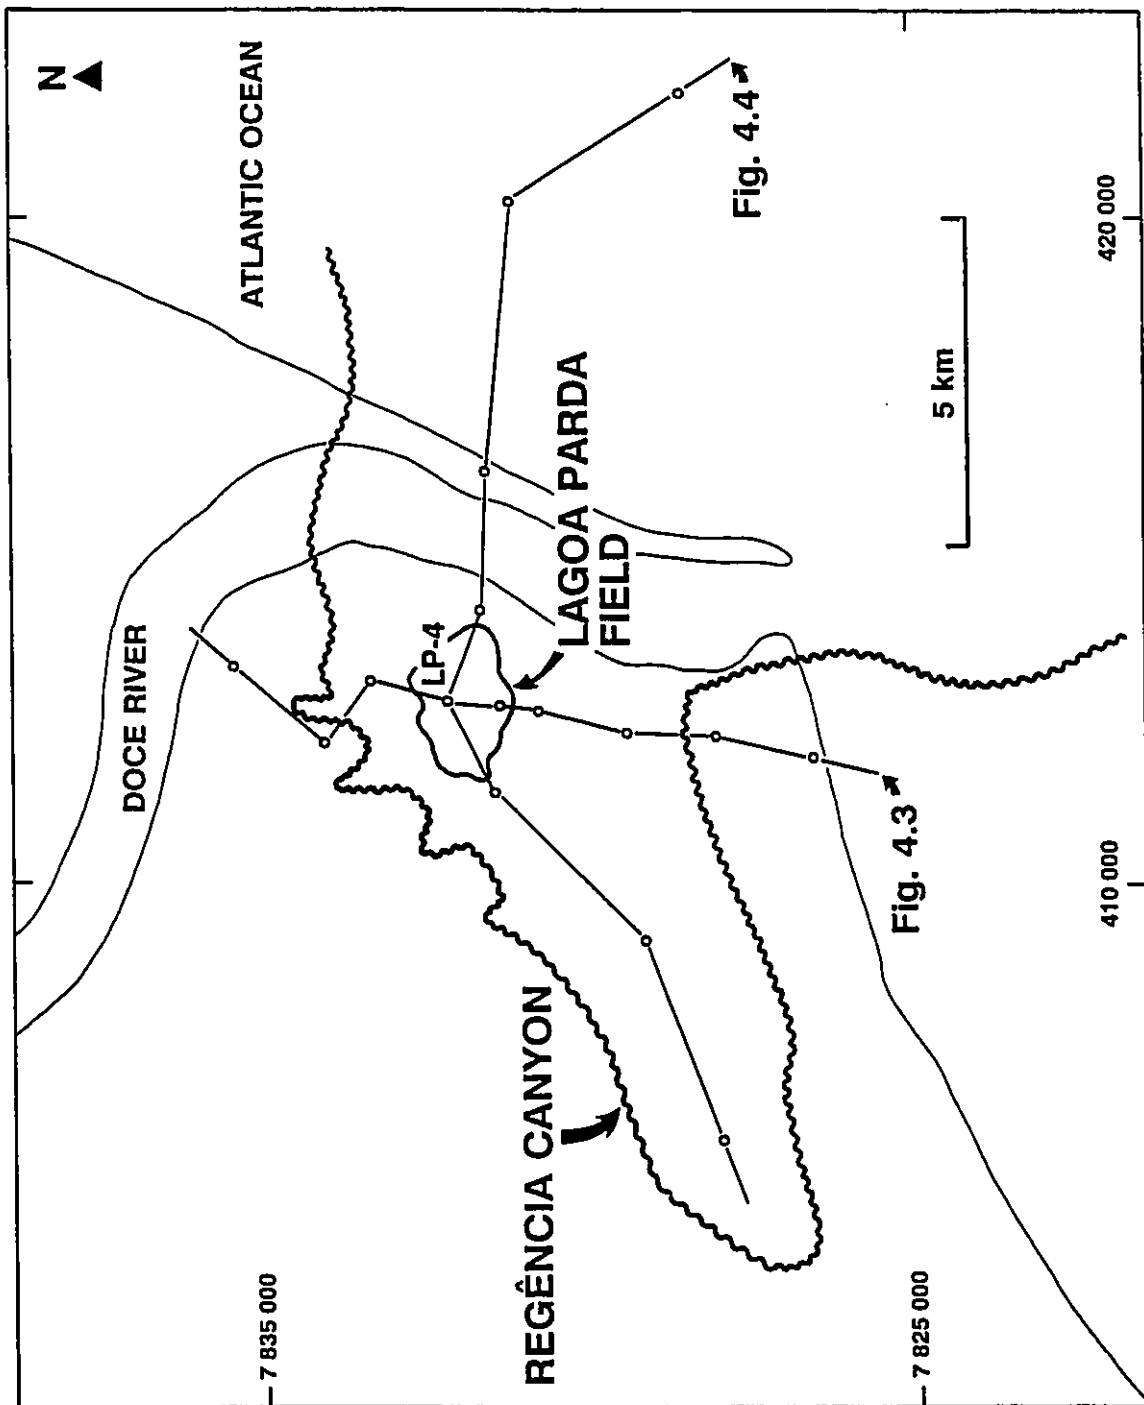 N
ATLANTIC OCEAN
DOCE RIVER
LP-4
LAGOA PARDA
FIELD
REGÊNCIA CANYON
Fig. 4.4
Fig. 4.3
5 km
7 835 000
7 825 000
410 000
420 000